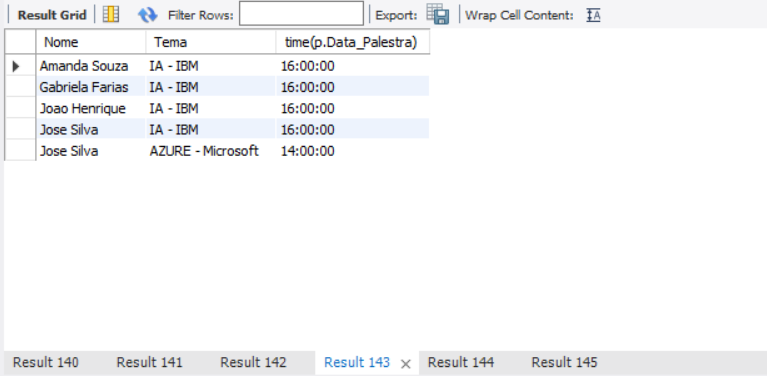 Result Grid Filter Rows: Export: Wrap Cell Content: IA
Nome Tema time(p.Data_Palestra)
Amanda Souza IA - IBM 16:00:00
Gabriela Farias IA - IBM 16:00:00
Joao Henrique IA - IBM 16:00:00
Jose Silva IA - IBM 16:00:00
Jose Silva AZURE - Microsoft 14:00:00
Result 140 Result 141 Result 142 Result 143 × Result 144 Result 145